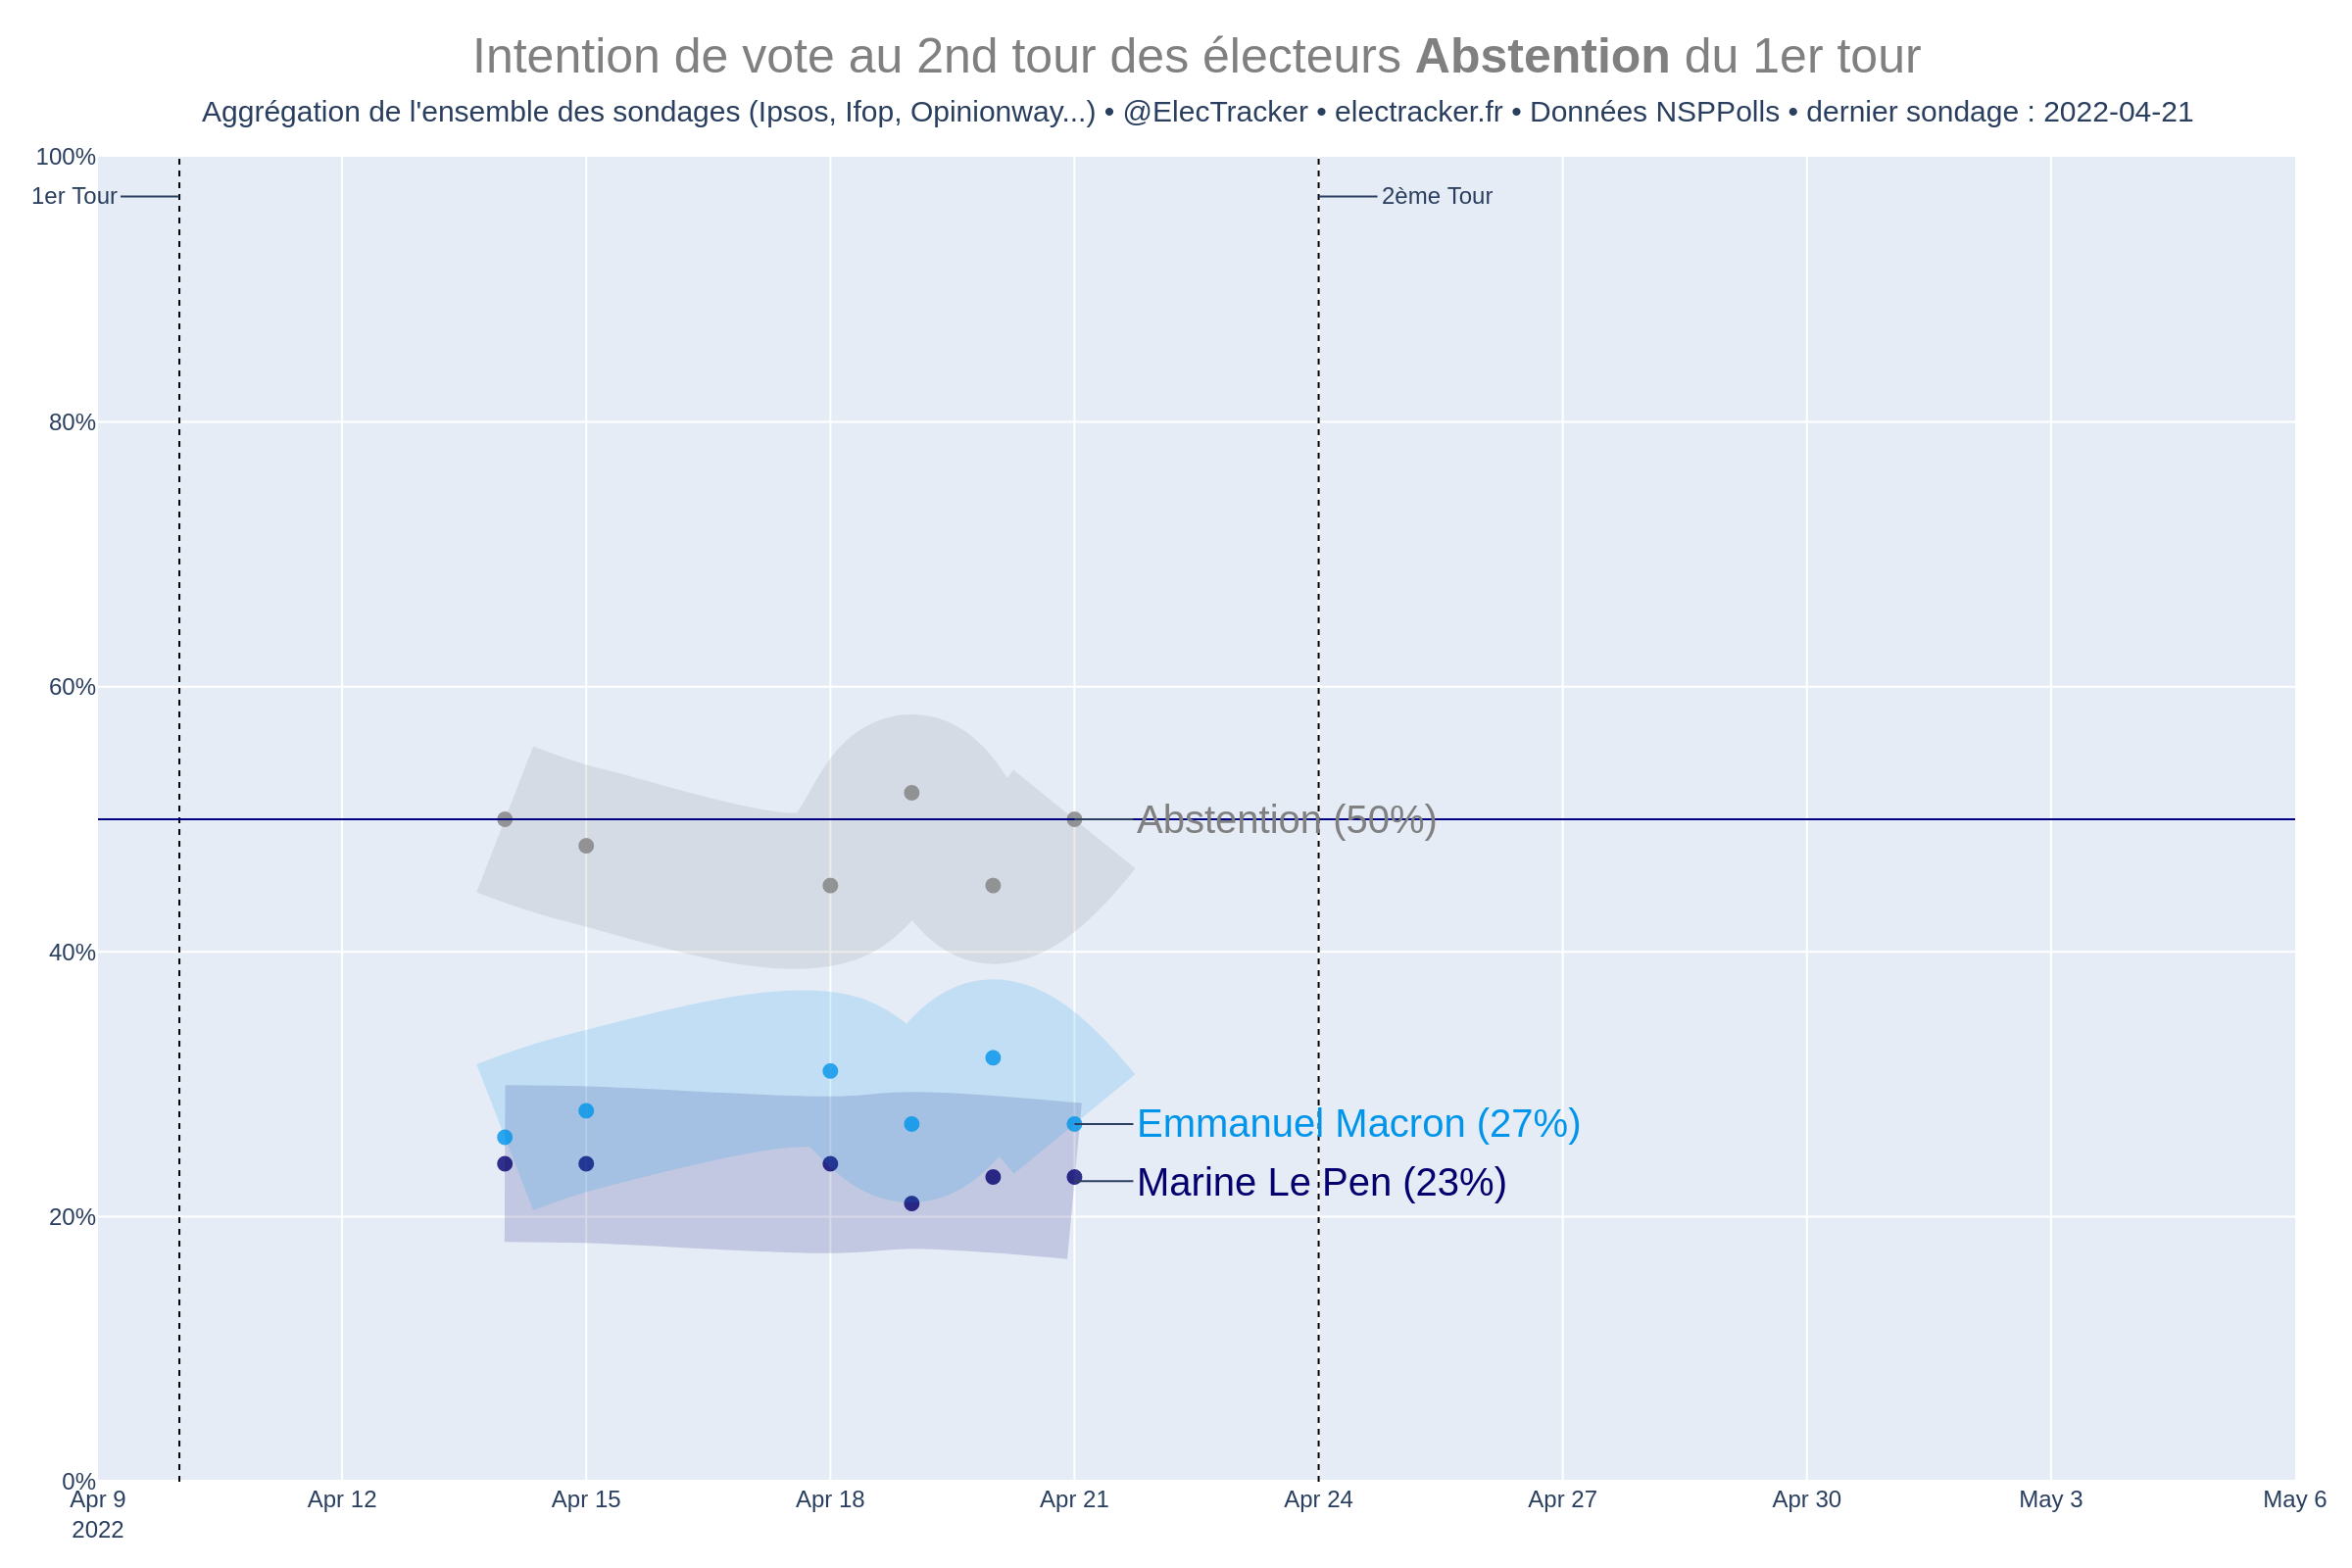 Intention de vote au 2nd tour des électeurs Abstention du 1er tour
Aggrégation de l'ensemble des sondages (Ipsos, Ifop, Opinionway...) • @ElecTracker • electracker.fr • Données NSPPolls • dernier sondage : 2022-04-21
100%
1er Tour
2ème Tour
80%
60%
Abstention (50%)
40%
Emmanuel Macron (27%)
Marine Le Pen (23%)
20%
0%
Apr 9 Apr 12 Apr 15 Apr 18 Apr 21 Apr 24 Apr 27 Apr 30 May 3 May 6
2022